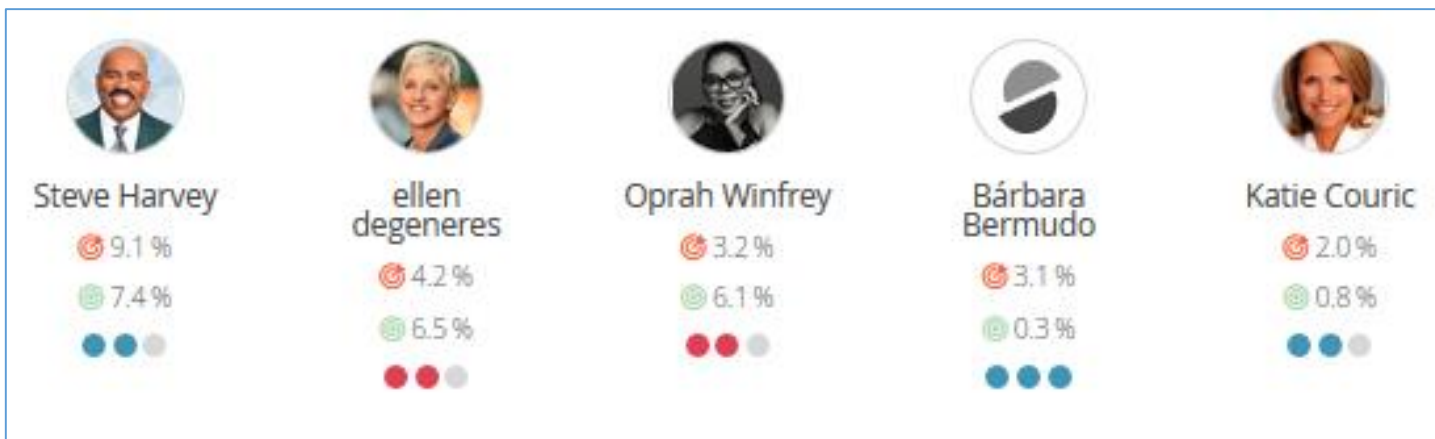 Steve Harvey
9.1 %
7.4 %
ellen
degeneres
4.2 %
6.5 %
Oprah Winfrey
3.2 %
6.1 %
Bárbara
Bermudo
3.1 %
0.3 %
Katie Couric
2.0 %
0.8 %